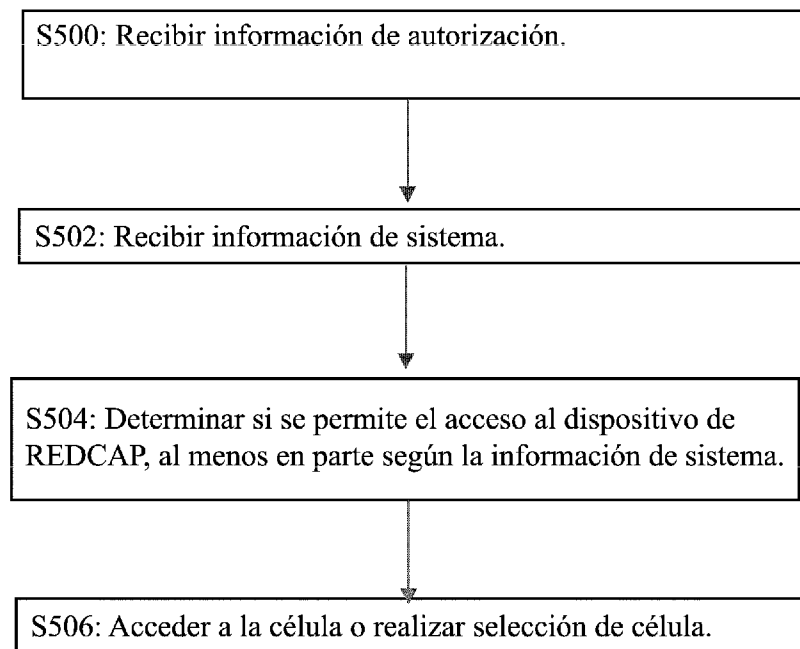 S500: Recibir información de autorización.
S502: Recibir información de sistema.
S504: Determinar si se permite el acceso al dispositivo de
REDCAP, al menos en parte según la información de sistema.
S506: Acceder a la célula o realizar selección de célula.